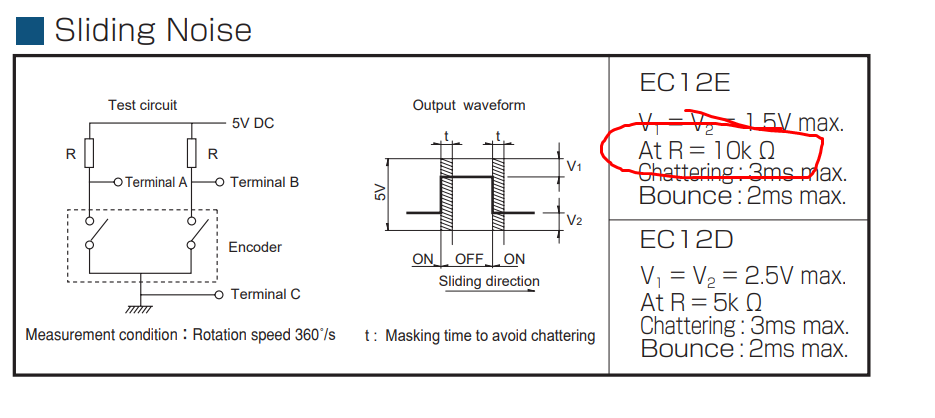 Sliding Noise
Test circuit
5V DC
R
R
Terminal A
Terminal B
Encoder
Terminal C
Measurement condition : Rotation speed 360°/s
Output waveform
t
t
V1
5V
V2
ON
OFF
ON
Sliding direction
t : Masking time to avoid chattering
EC12E
V1 = V2 = 1.5V max.
At R = 10k Ω
Chattering : 3ms max.
Bounce : 2ms max.
EC12D
V1 = V2 = 2.5V max.
At R = 5k Ω
Chattering : 3ms max.
Bounce : 2ms max.